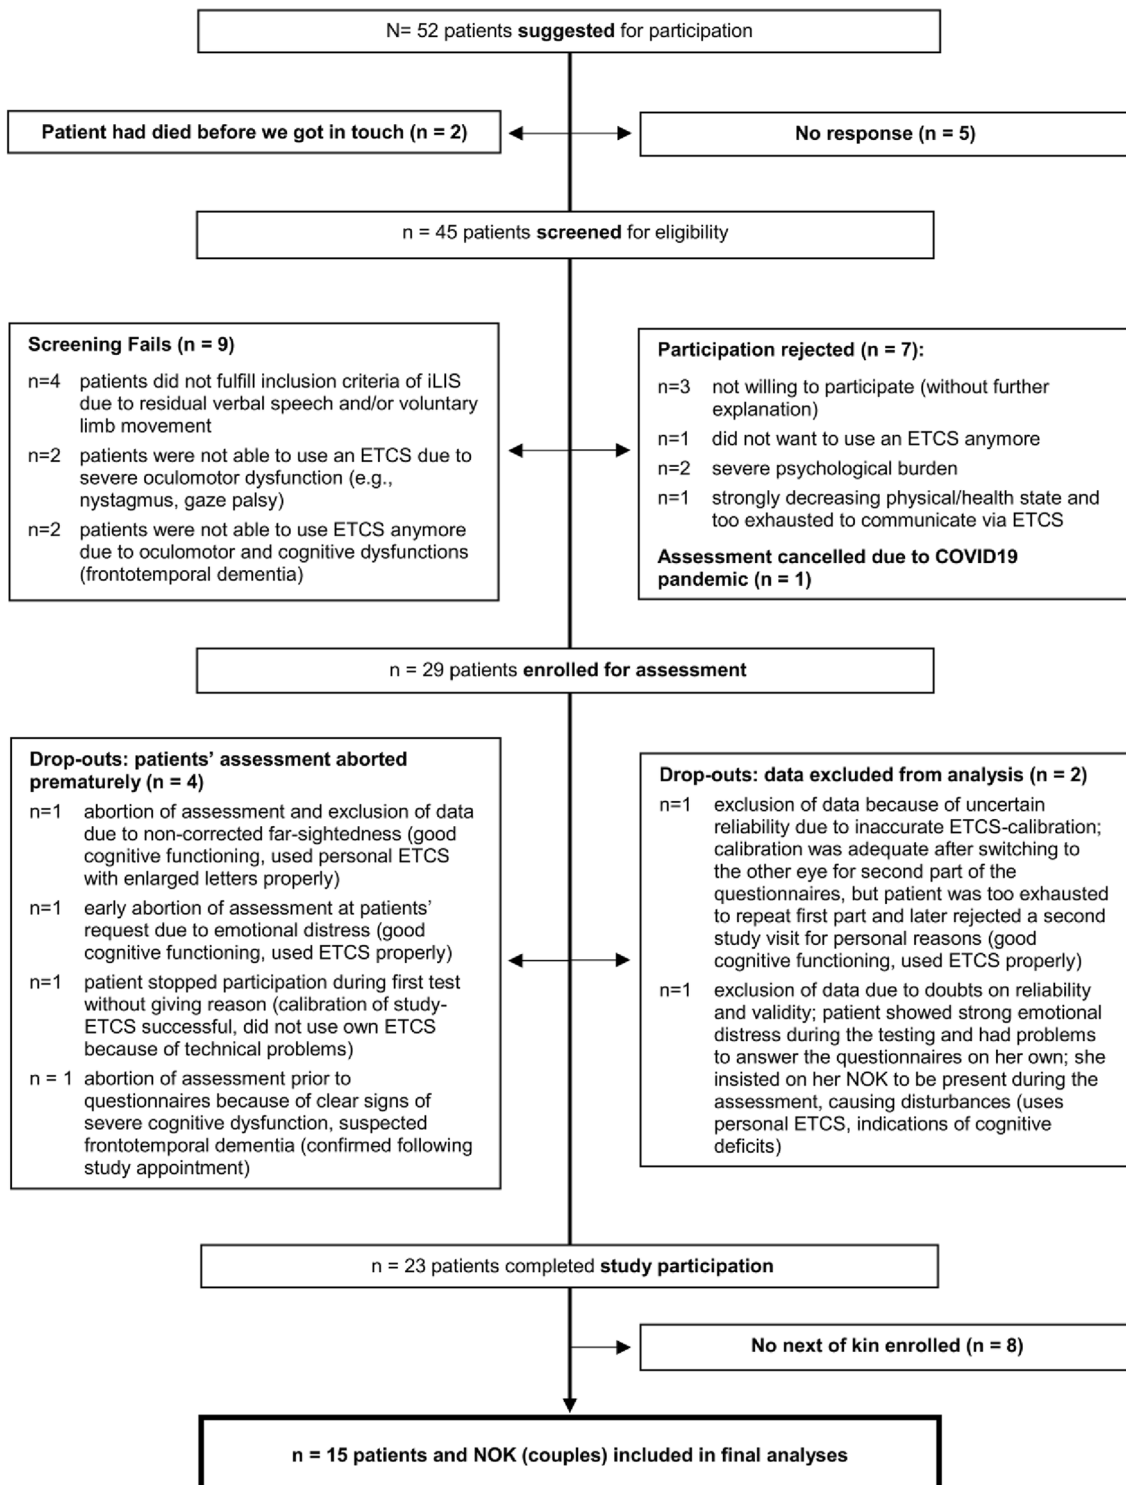 N= 52 patients suggested for participation
Patient had died before we got in touch (n = 2)
No response (n = 5)
n = 45 patients screened for eligibility
Screening Fails (n = 9)
n=4 patients did not fulfill inclusion criteria of iLIS
due to residual verbal speech and/or voluntary
limb movement
n=2 patients were not able to use an ETCS due to
severe oculomotor dysfunction (e.g.,
nystagmus, gaze palsy)
n=2 patients were not able to use ETCS anymore
due to oculomotor and cognitive dysfunctions
(frontotemporal dementia)
Participation rejected (n = 7):
n=3 not willing to participate (without further
explanation)
n=1 did not want to use an ETCS anymore
n=2 severe psychological burden
n=1 strongly decreasing physical/health state and
too exhausted to communicate via ETCS
Assessment cancelled due to COVID19
pandemic (n = 1)
n = 29 patients enrolled for assessment
Drop-outs: patients' assessment aborted
prematurely (n = 4)
n=1 abortion of assessment and exclusion of data
due to non-corrected far-sightedness (good
cognitive functioning, used personal ETCS
with enlarged letters properly)
n=1 early abortion of assessment at patients'
request due to emotional distress (good
cognitive functioning, used ETCS properly)
n=1 patient stopped participation during first test
without giving reason (calibration of study-
ETCS successful, did not use own ETCS
because of technical problems)
n = 1 abortion of assessment prior to
questionnaires because of clear signs of
severe cognitive dysfunction, suspected
frontotemporal dementia (confirmed following
study appointment)
Drop-outs: data excluded from analysis (n = 2)
n=1 exclusion of data because of uncertain
reliability due to inaccurate ETCS-calibration;
calibration was adequate after switching to
the other eye for second part of the
questionnaires, but patient was too exhausted
to repeat first part and later rejected a second
study visit for personal reasons (good
cognitive functioning, used ETCS properly)
n=1 exclusion of data due to doubts on reliability
and validity; patient showed strong emotional
distress during the testing and had problems
to answer the questionnaires on her own; she
insisted on her NOK to be present during the
assessment, causing disturbances (uses
personal ETCS, indications of cognitive
deficits)
n = 23 patients completed study participation
No next of kin enrolled (n = 8)
n = 15 patients and NOK (couples) included in final analyses